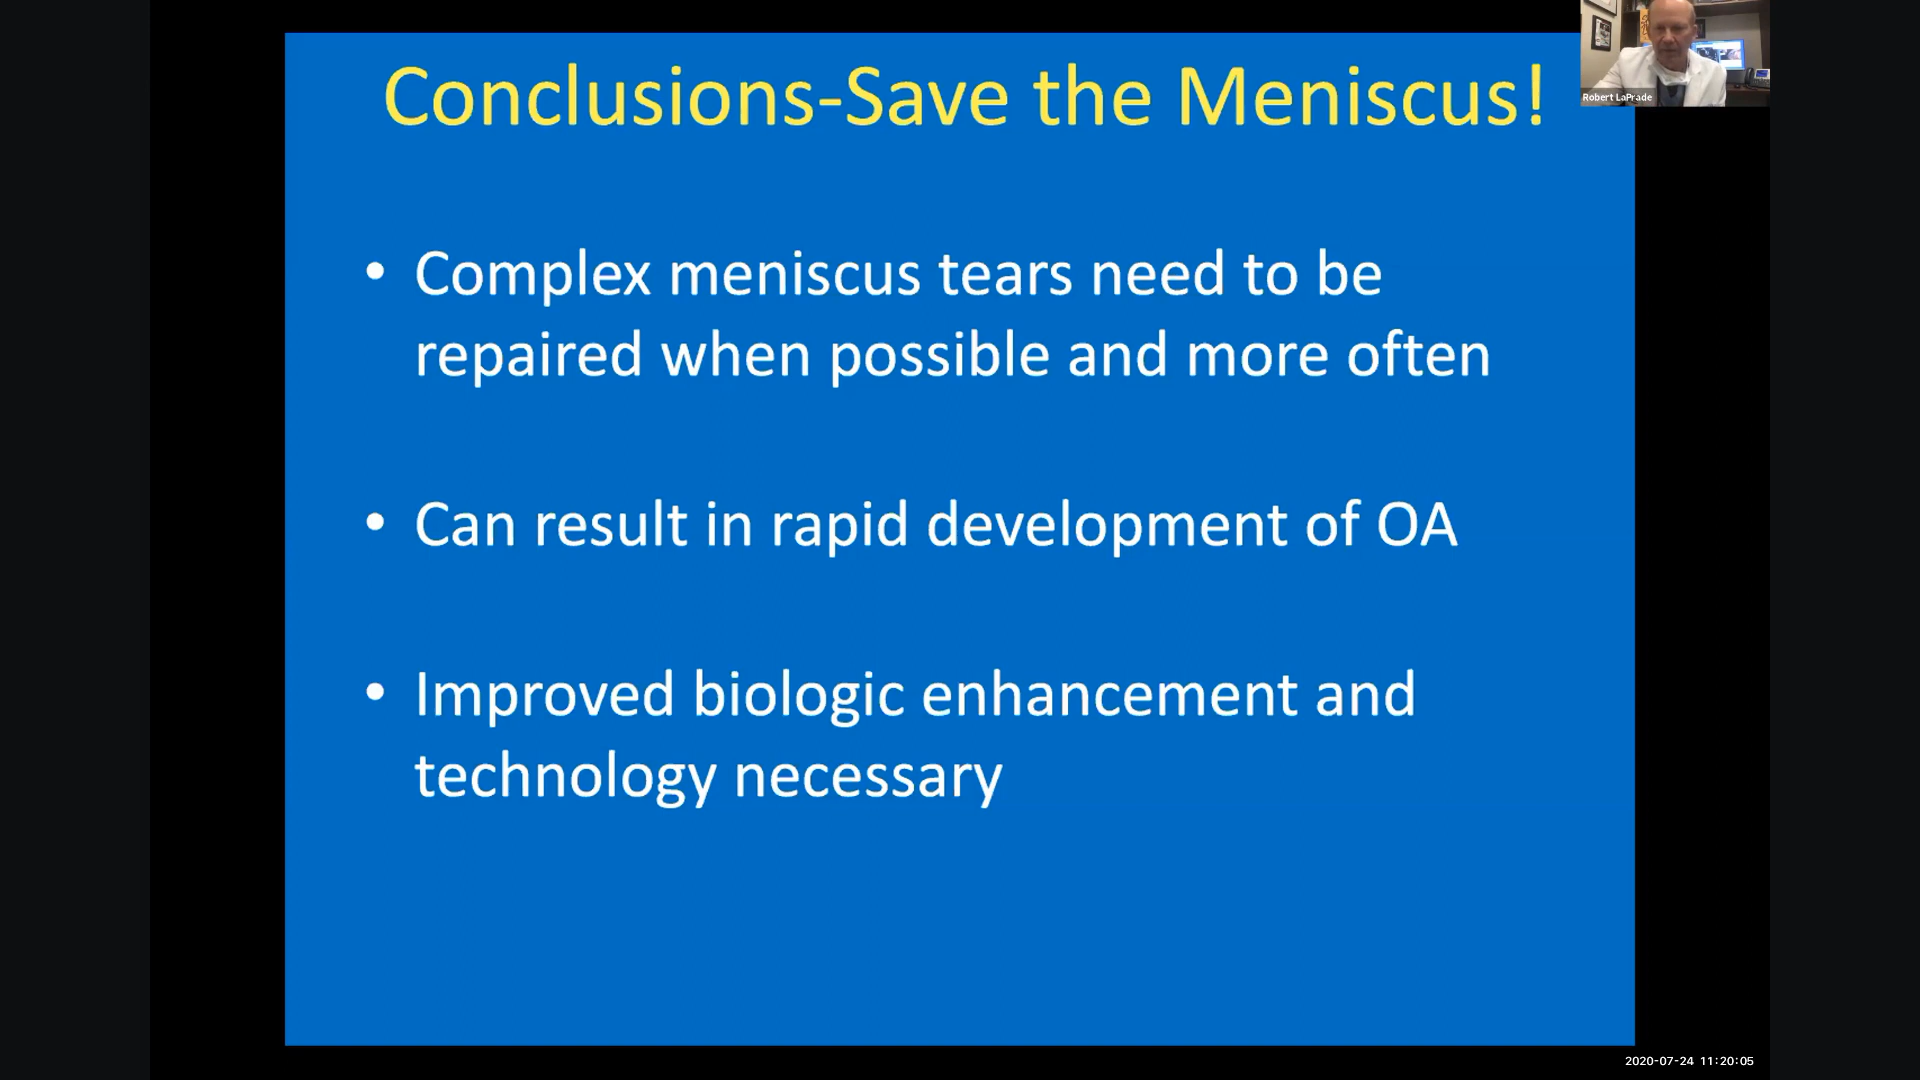 Conclusions-Save the Meniscus!
Robert LaPrade
• Complex meniscus tears need to be
repaired when possible and more often
• Can result in rapid development of OA
• Improved biologic enhancement and
technology necessary
2020-07-24 11:20:05